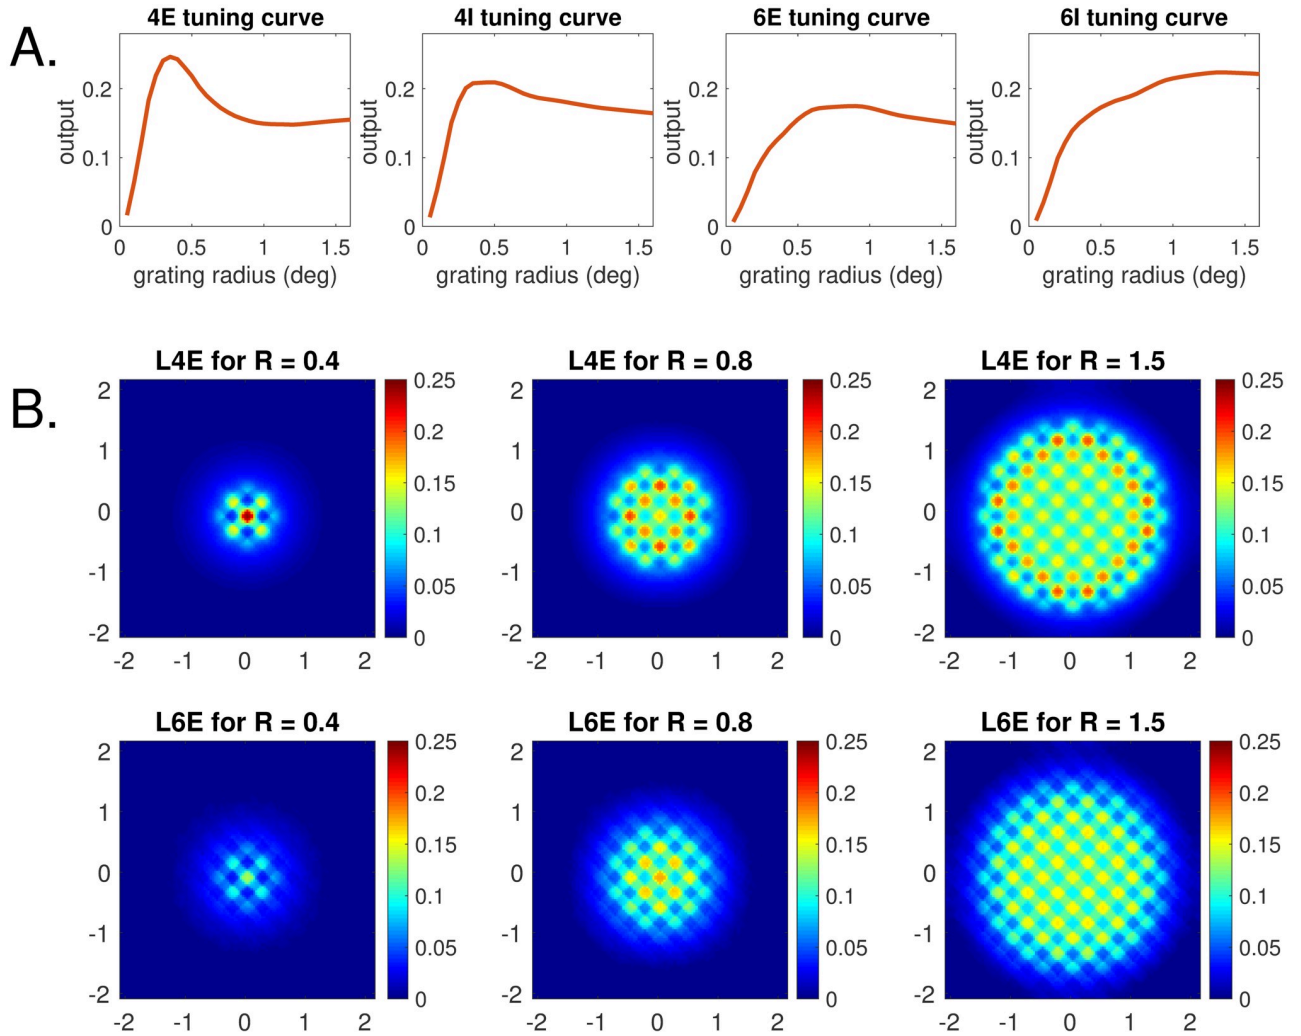 A.
4E tuning curve
4I tuning curve
6E tuning curve
6I tuning curve
output
0.2
0.1
0
0 0.5 1 1.5
grating radius (deg)
output
0.2
0.1
0
0 0.5 1 1.5
grating radius (deg)
output
0.2
0.1
0
0 0.5 1 1.5
grating radius (deg)
output
0.2
0.1
0
0 0.5 1 1.5
grating radius (deg)
B.
L4E for R = 0.4
2
1
0
-1
-2
-2 -1 0 1 2
0.25
0.2
0.15
0.1
0.05
0
L4E for R = 0.8
2
1
0
-1
-2
-2 -1 0 1 2
0.25
0.2
0.15
0.1
0.05
0
L4E for R = 1.5
2
1
0
-1
-2
-2 -1 0 1 2
0.25
0.2
0.15
0.1
0.05
0
L6E for R = 0.4
2
1
0
-1
-2
-2 -1 0 1 2
0.25
0.2
0.15
0.1
0.05
0
L6E for R = 0.8
2
1
0
-1
-2
-2 -1 0 1 2
0.25
0.2
0.15
0.1
0.05
0
L6E for R = 1.5
2
1
0
-1
-2
-2 -1 0 1 2
0.25
0.2
0.15
0.1
0.05
0